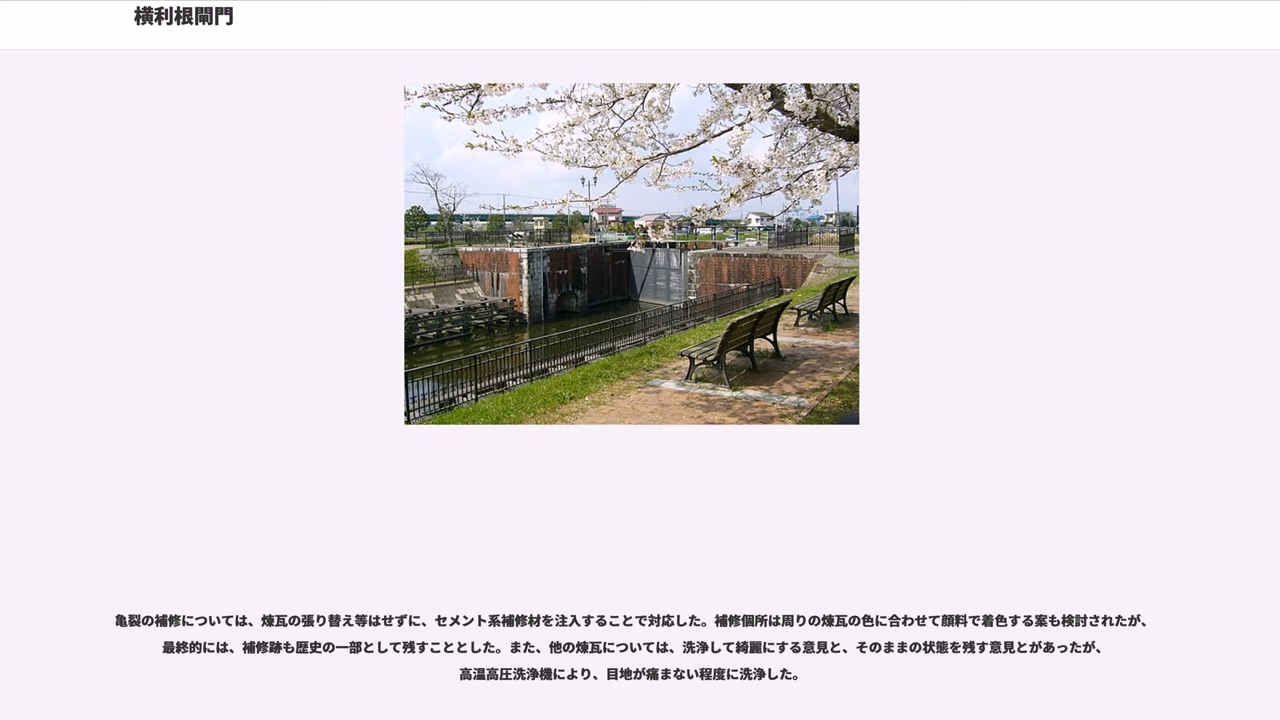 横利根閘門
亀裂の補修については、煉瓦の張り替え等はせずに、セメント系補修材を注入することで対応した。補修個所は周りの煉瓦の色に合わせて顔料で着色する案も検討されたが、
最終的には、補修跡も歴史の一部として残すこととした。また、他の煉瓦については、洗浄して綺麗にする意見と、そのままの状態を残す意見とがあったが、
高温高圧洗浄機により、目地が痛まない程度に洗浄した。